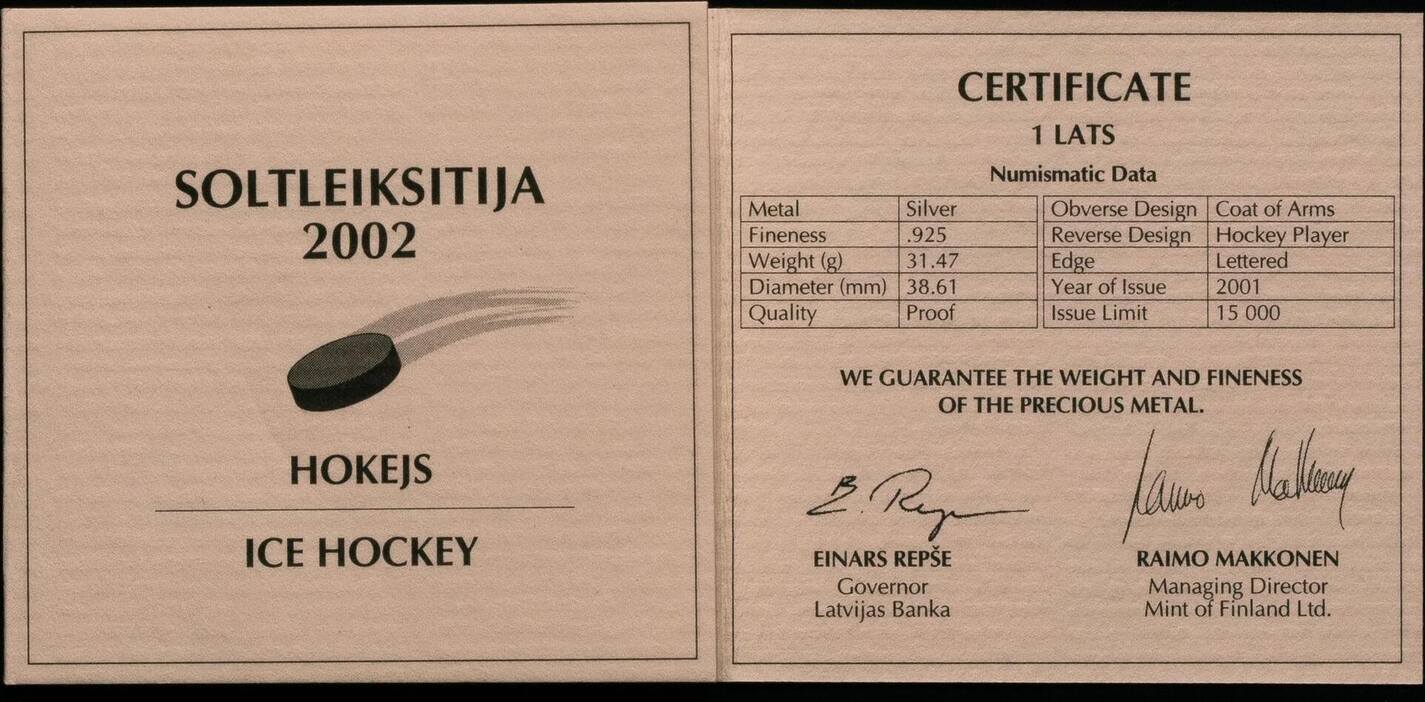 SOLTLEIKSITIJA
2002
HOKEJS
ICE HOCKEY
CERTIFICATE
1 LATS
Numismatic Data
Metal Silver Obverse Design Coat of Arms
Fineness .925 Reverse Design Hockey Player
Weight (g) 31.47 Edge Lettered
Diameter (mm) 38.61 Year of Issue 2001
Quality Proof Issue Limit 15 000
WE GUARANTEE THE WEIGHT AND FINENESS
OF THE PRECIOUS METAL.
EINARS REPŠE
Governor
Latvijas Banka
RAIMO MAKKONEN
Managing Director
Mint of Finland Ltd.